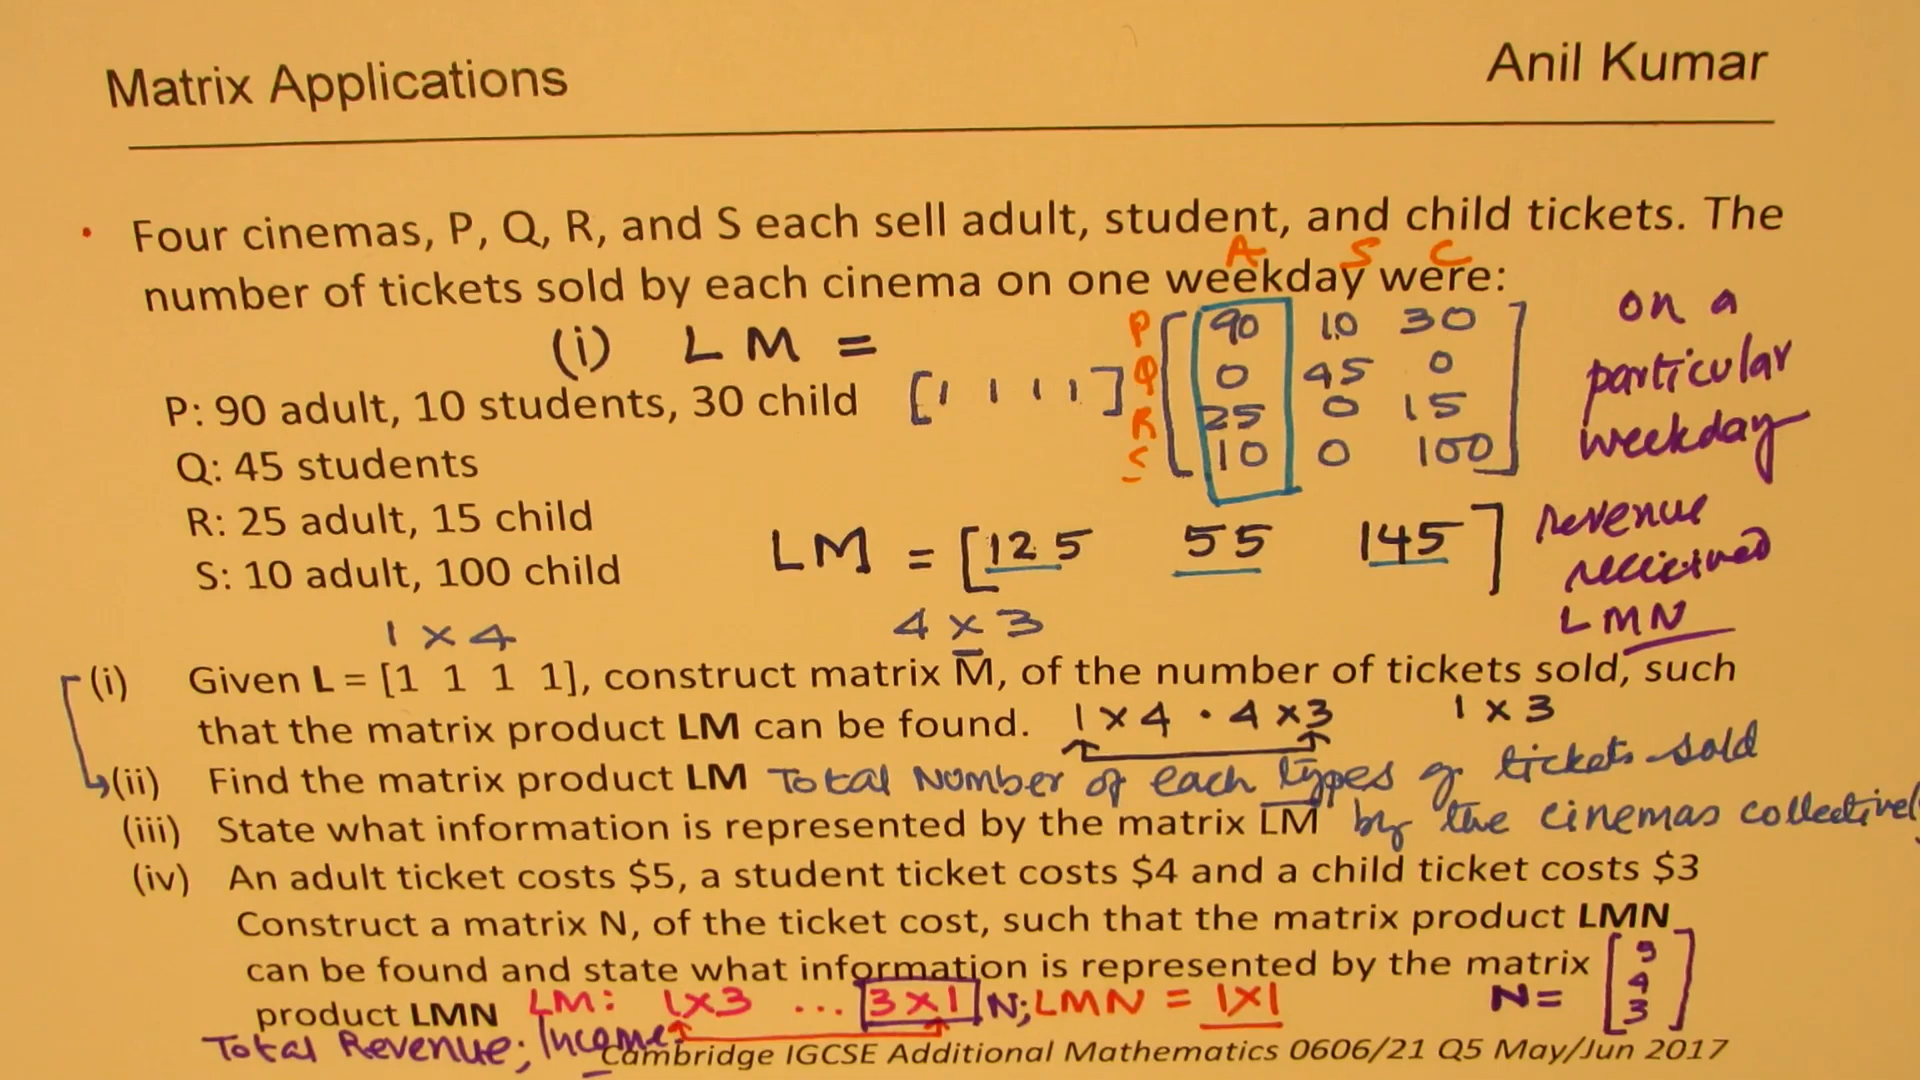 Matrix Applications
Anil Kumar
Four cinemas, P, Q, R, and S each sell adult, student, and child tickets. The
A S C
number of tickets sold by each cinema on one weekday were:
(i) LM =
[1 1 1 1]
P 90 10 30
Q 0 45 0
R 25 0 15
S 10 0 100
on a
particular
weekday
P: 90 adult, 10 students, 30 child
Q: 45 students
R: 25 adult, 15 child
S: 10 adult, 100 child
LM = [125 55 145]
revenue
LMN
1 x 4
4 x 3
(i) Given L = [1 1 1 1], construct matrix M, of the number of tickets sold, such
that the matrix product LM can be found. 1 x 4 · 4 x 3 1 x 3
(ii) Find the matrix product LM Total Number of each types of tickets sold
(iii) State what information is represented by the matrix LM by the cinemas collectively
(iv) An adult ticket costs $5, a student ticket costs $4 and a child ticket costs $3
Construct a matrix N, of the ticket cost, such that the matrix product LMN
can be found and state what information is represented by the matrix
product LMN LM: 1x3 ... 3x1 N; LMN = 1x1
N = [5
4
3]
Total Revenue; Income
Cambridge IGCSE Additional Mathematics 0606/21 Q5 May/Jun 2017